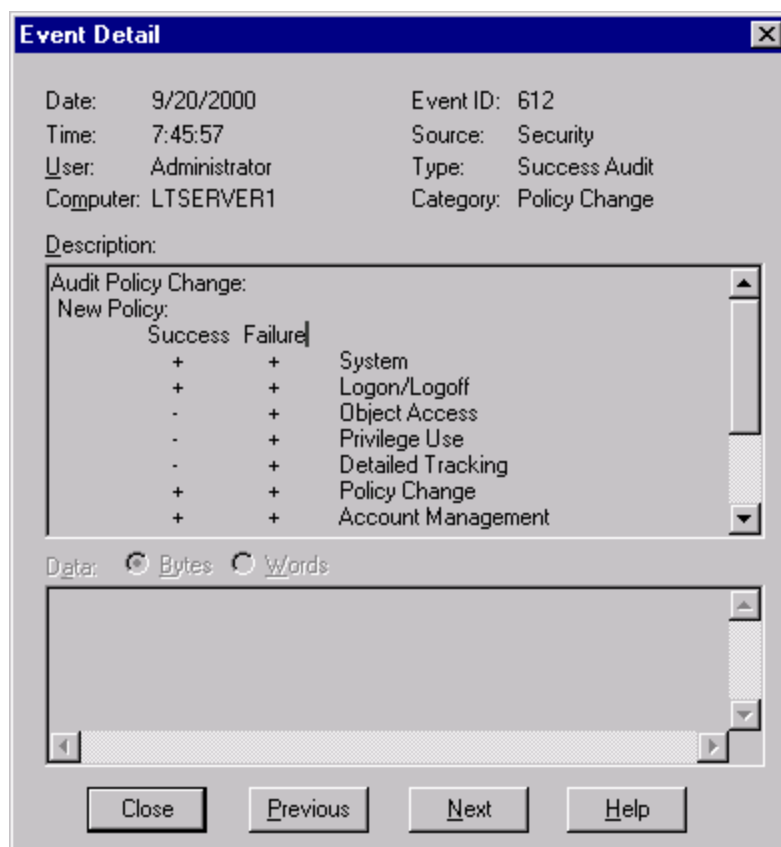 Event Detail
Date: 9/20/2000 Event ID: 612
Time: 7:45:57 Source: Security
User: Administrator Type: Success Audit
Computer: LTSERVER1 Category: Policy Change
Description:
Audit Policy Change:
New Policy:
Success Failure
+ + System
+ + Logon/Logoff
- + Object Access
- + Privilege Use
- + Detailed Tracking
+ + Policy Change
+ + Account Management
Data: Bytes Words
Close Previous Next Help